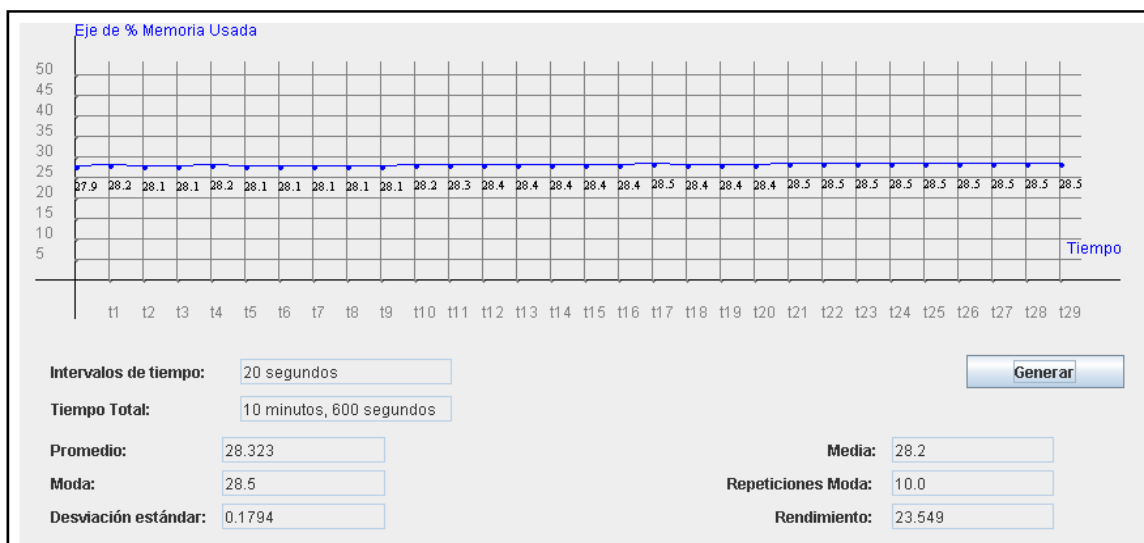 Eje de % Memoria Usada
50
45
40
35
30
25
20
15
10
5
27.9 28.2 28.1 28.1 28.2 28.1 28.1 28.1 28.1 28.1 28.2 28.3 28.4 28.4 28.4 28.4 28.4 28.5 28.4 28.4 28.4 28.5 28.5 28.5 28.5 28.5 28.5 28.5 28.5 28.5
Tiempo
t1 t2 t3 t4 t5 t6 t7 t8 t9 t10 t11 t12 t13 t14 t15 t16 t17 t18 t19 t20 t21 t22 t23 t24 t25 t26 t27 t28 t29
Intervalos de tiempo: 20 segundos Generar
Tiempo Total: 10 minutos, 600 segundos
Promedio: 28.323 Media: 28.2
Moda: 28.5 Repeticiones Moda: 10.0
Desviación estándar: 0.1794 Rendimiento: 23.549